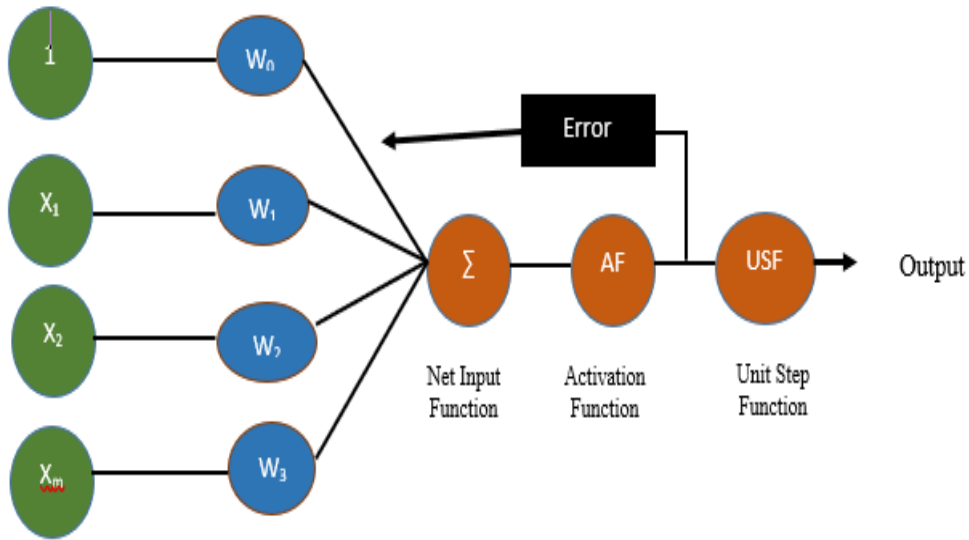 1
W₀
Error
X₁
W₁
∑
AF
USF
Output
X₂
W₂
Net Input
Function
Activation
Function
Unit Step
Function
Xₘ
W₃